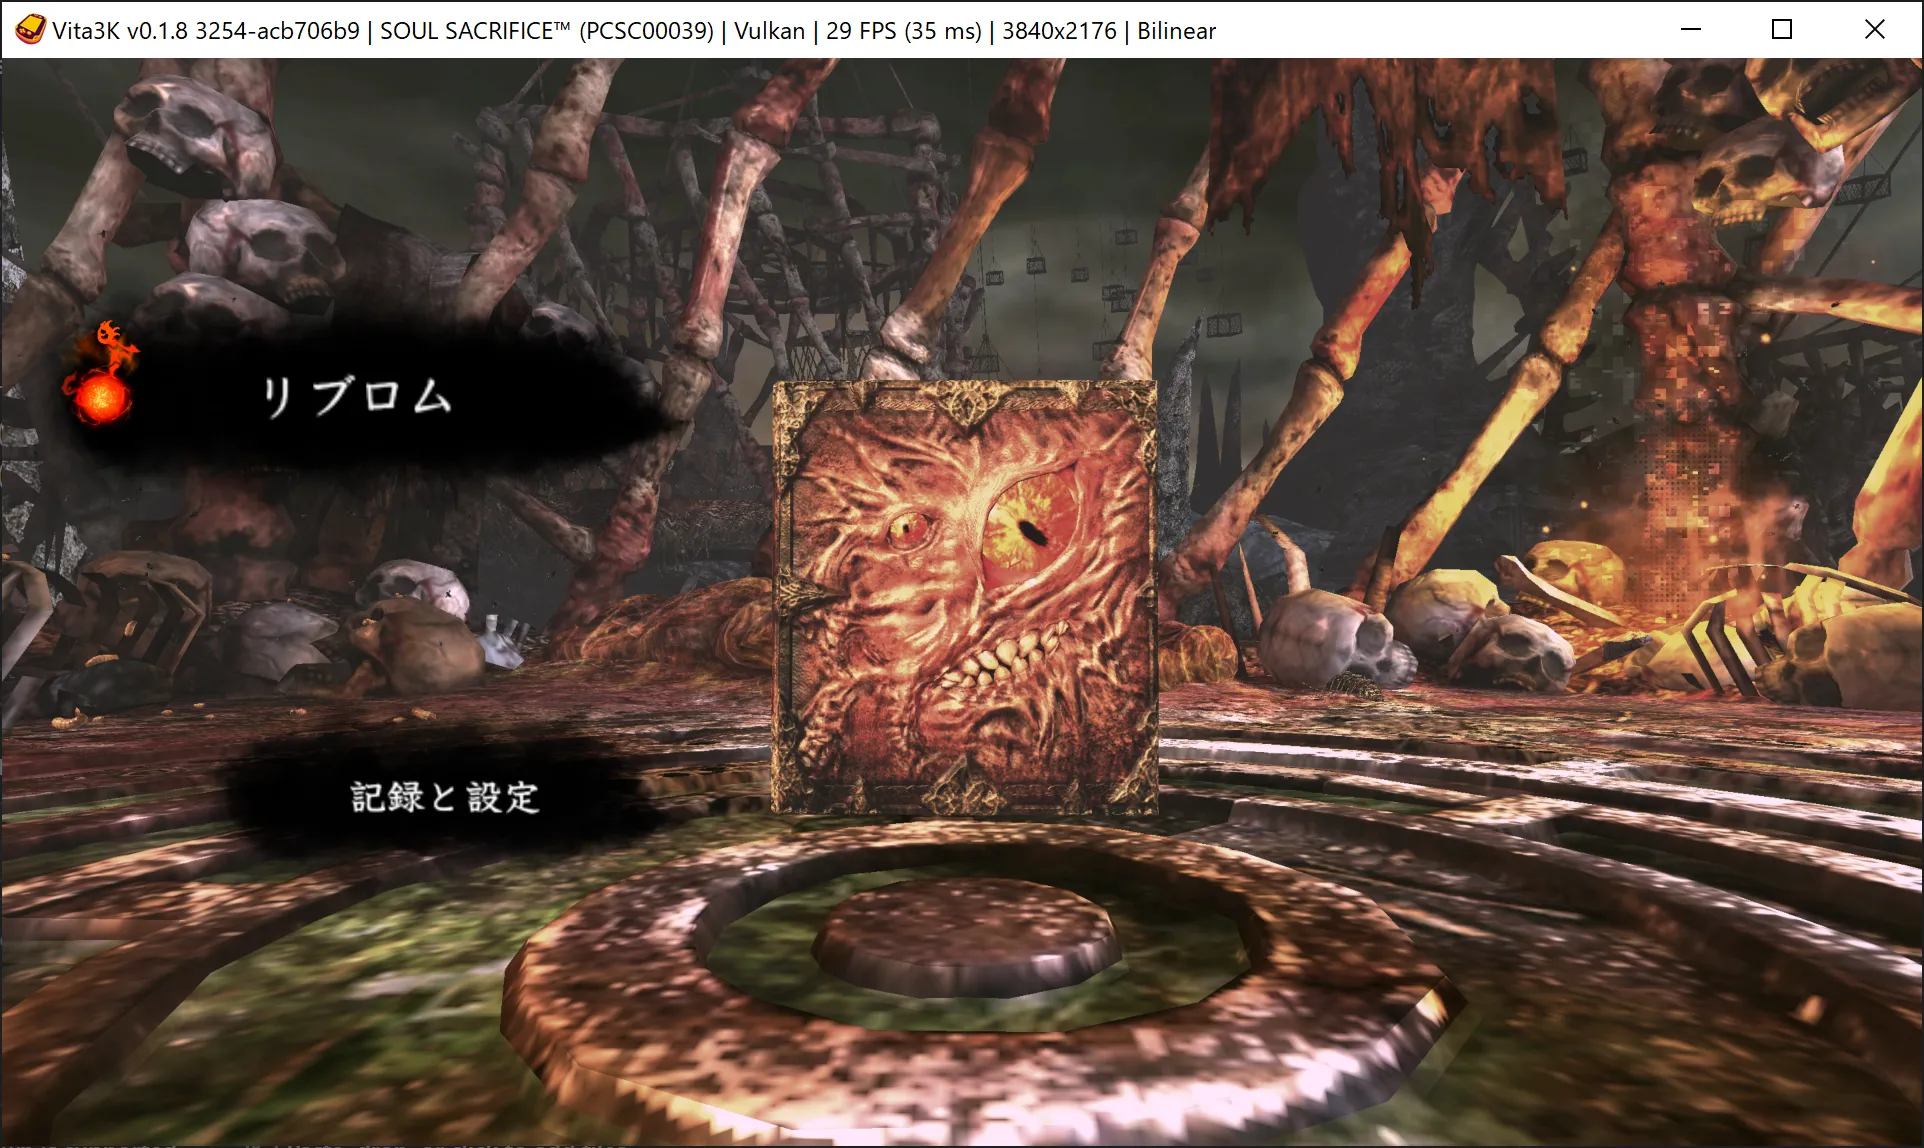 Vita3K v0.1.8 3254-acb706b9 | SOUL SACRIFICE™ (PCSC00039) | Vulkan | 29 FPS (35 ms) | 3840x2176 | Bilinear
リブロム
記録と設定